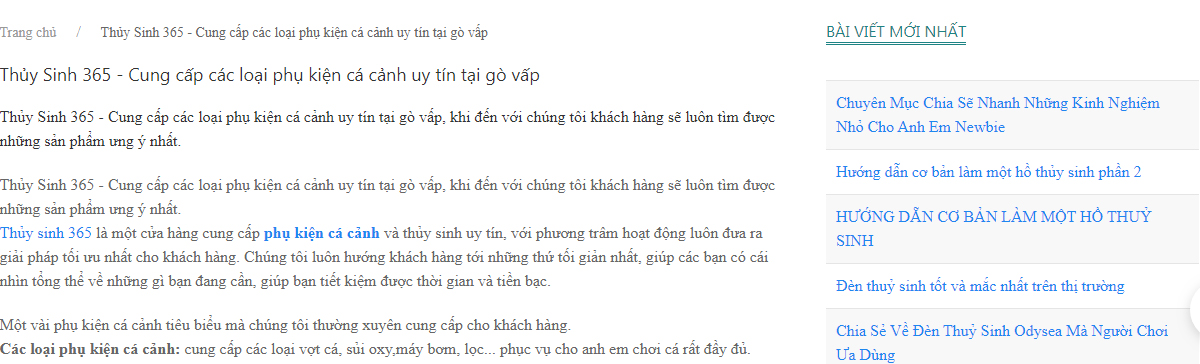 Trang chủ / Thủy Sinh 365 - Cung cấp các loại phụ kiện cá cảnh uy tín tại gò vấp
Thủy Sinh 365 - Cung cấp các loại phụ kiện cá cảnh uy tín tại gò vấp
Thủy Sinh 365 - Cung cấp các loại phụ kiện cá cảnh uy tín tại gò vấp, khi đến với chúng tôi khách hàng sẽ luôn tìm được
những sản phẩm ưng ý nhất.
Thủy Sinh 365 - Cung cấp các loại phụ kiện cá cảnh uy tín tại gò vấp, khi đến với chúng tôi khách hàng sẽ luôn tìm được
những sản phẩm ưng ý nhất.
Thủy sinh 365 là một cửa hàng cung cấp phụ kiện cá cảnh và thủy sinh uy tín, với phương trâm hoạt động luôn đưa ra
giải pháp tối ưu nhất cho khách hàng. Chúng tôi luôn hướng khách hàng tới những thứ tối giản nhất, giúp các bạn có cái
nhìn tổng thể về những gì bạn đang cần, giúp bạn tiết kiệm được thời gian và tiền bạc.
Một vài phụ kiện cá cảnh tiêu biểu mà chúng tôi thường xuyên cung cấp cho khách hàng.
Các loại phụ kiện cá cảnh: cung cấp các loại vợt cá, sủi oxy,máy bơm, lọc... phục vụ cho anh em chơi cá rất đầy đủ.
BÀI VIẾT MỚI NHẤT
Chuyên Mục Chia Sẽ Nhanh Những Kinh Nghiệm
Nhỏ Cho Anh Em Newbie
Hướng dẫn cơ bản làm một hồ thủy sinh phần 2
HƯỚNG DẪN CƠ BẢN LÀM MỘT HỒ THUỶ
SINH
Đèn thuỷ sinh tốt và mắc nhất trên thị trường
Chia Sẻ Về Đèn Thuỷ Sinh Odysea Mà Người Chơi
Ưa Dùng